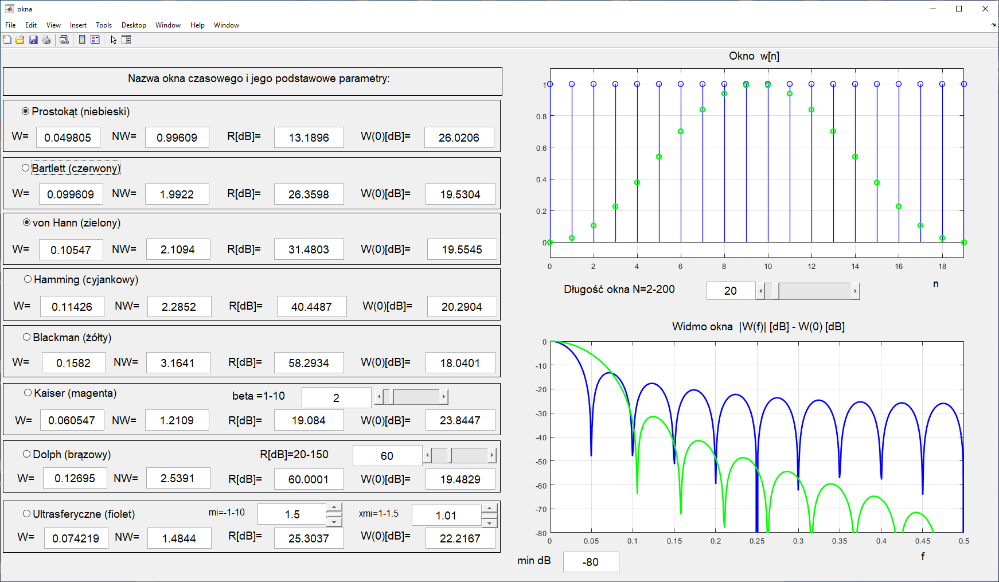 okna
File Edit View Insert Tools Desktop Window Help Window
Nazwa okna czasowego i jego podstawowe parametry:
Prostokąt (niebieski)
W= 0.049805 NW= 0.99609 R[dB]= 13.1896 W(0)[dB]= 26.0206
Bartlett (czerwony)
W= 0.099609 NW= 1.9922 R[dB]= 26.3598 W(0)[dB]= 19.5304
von Hann (zielony)
W= 0.10547 NW= 2.1094 R[dB]= 31.4803 W(0)[dB]= 19.5545
Hamming (cyjankowy)
W= 0.11426 NW= 2.2852 R[dB]= 40.4487 W(0)[dB]= 20.2904
Blackman (żółty)
W= 0.1582 NW= 3.1641 R[dB]= 58.2934 W(0)[dB]= 18.0401
Kaiser (magenta) beta =1-10 2
W= 0.060547 NW= 1.2109 R[dB]= 19.084 W(0)[dB]= 23.8447
Dolph (brązowy) R[dB]=20-150 60
W= 0.12695 NW= 2.5391 R[dB]= 60.0001 W(0)[dB]= 19.4829
Ultrasferyczne (fiolet) mi=-1-10 1.5 xmi=1-1.5 1.01
W= 0.074219 NW= 1.4844 R[dB]= 25.3037 W(0)[dB]= 22.2167
Okno w[n]
1
0.8
0.6
0.4
0.2
0
0 2 4 6 8 10 12 14 16 18
n
Długość okna N=2-200 20
Widmo okna |W(f)| [dB] - W(0) [dB]
0
-10
-20
-30
-40
-50
-60
-70
-80
0 0.05 0.1 0.15 0.2 0.25 0.3 0.35 0.4 0.45 0.5
f
min dB -80